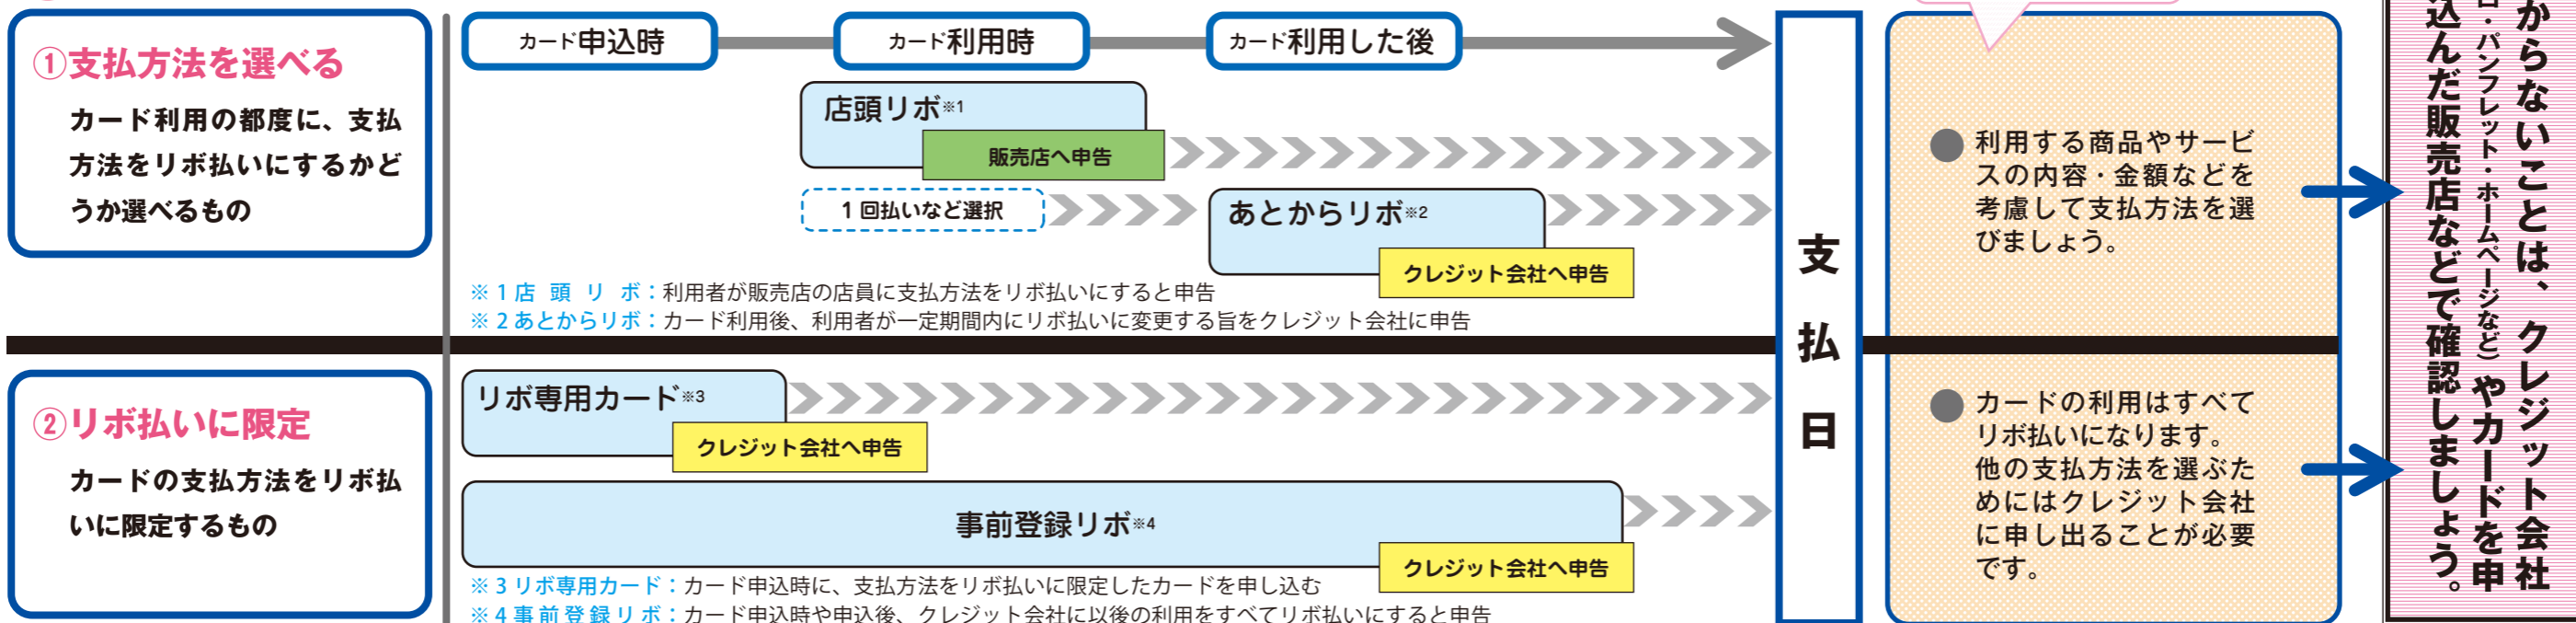 ①支払方法を選べる
カード利用の都度に、支払
方法をリボ払いにするかど
うか選べるもの
カード申込時
カード利用時
カード利用した後
店頭リボ※1
販売店へ申告
1回払いなど選択
あとからリボ※2
クレジット会社へ申告
※1店頭リボ：利用者が販売店の店員に支払方法をリボ払いにすると申告
※2あとからリボ：カード利用後、利用者が一定期間内にリボ払いに変更する旨をクレジット会社に申告
②リボ払いに限定
カードの支払方法をリボ払
いに限定するもの
リボ専用カード※3
クレジット会社へ申告
事前登録リボ※4
クレジット会社へ申告
※3リボ専用カード：カード申込時に、支払方法をリボ払いに限定したカードを申し込む
※4事前登録リボ：カード申込時や申込後、クレジット会社に以後の利用をすべてリボ払いにすると申告
支払日
●利用する商品やサービ
スの内容・金額などを
考慮して支払方法を選
びましょう。
●カードの利用はすべて
リボ払いになります。
他の支払方法を選ぶた
めにはクレジット会社
に申し出ることが必要
です。
からないことは、クレジット会社
・パンフレット・ホームページなど）やカードを申
込んだ販売店などで確認しましょう。